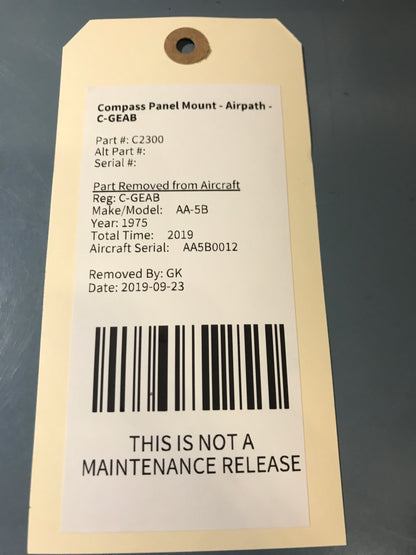 Compass Panel Mount - Airpath -
C-GEAB
Part #: C2300
Alt Part #:
Serial #:
Part Removed from Aircraft
Reg: C-GEAB
Make/Model: AA-5B
Year: 1975
Total Time: 2019
Aircraft Serial: AA5B0012
Removed By: GK
Date: 2019-09-23
THIS IS NOT A
MAINTENANCE RELEASE